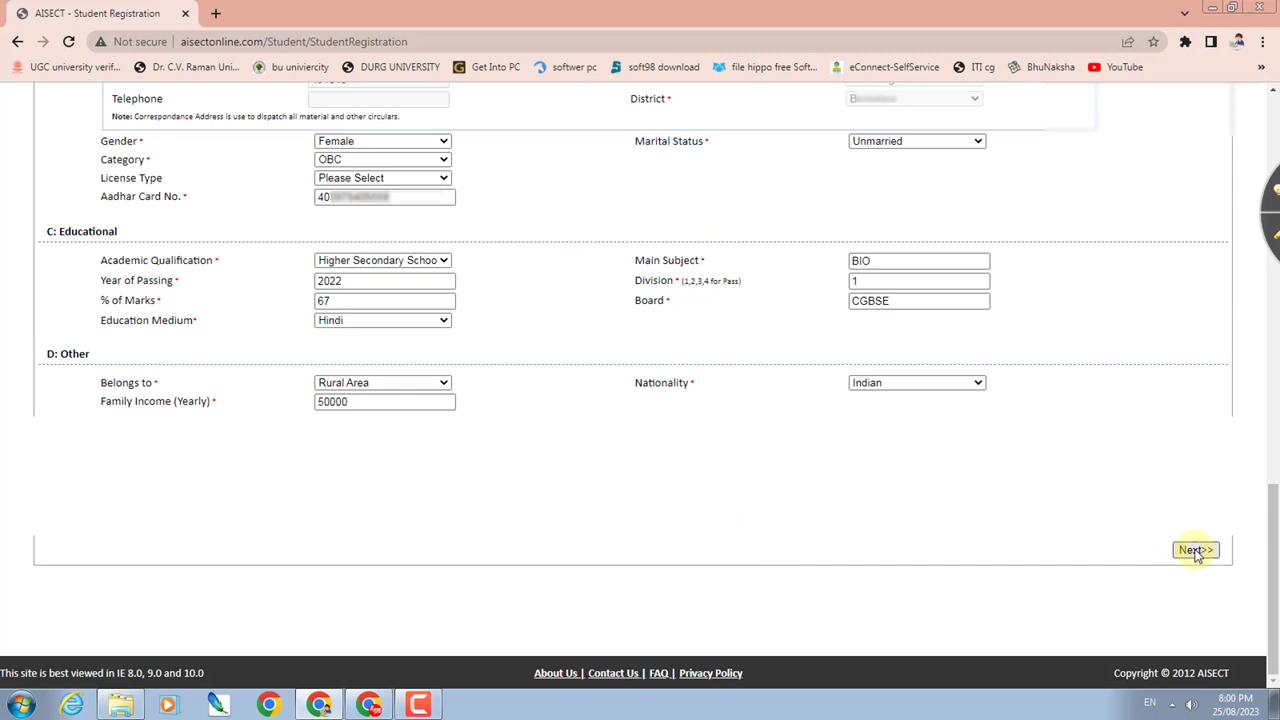 AISECT - Student Registration
Not secure aisectonline.com/Student/StudentRegistration
UGC university verif... Dr. C.V. Raman Uni... bu univiercity DURG UNIVERSITY Get Into PC softwer pc soft98 download file hippo free Soft... eConnect-SelfService ITI cg BhuNaksha YouTube »
Telephone District *
Note: Correspondance Address is use to dispatch all material and other circulars.
Gender * Female Marital Status * Unmarried
Category * OBC
License Type Please Select
Aadhar Card No. * 40
C: Educational
Academic Qualification * Higher Secondary Schoo Main Subject * BIO
Year of Passing * 2022 Division * (1,2,3,4 for Pass) 1
% of Marks * 67 Board * CGBSE
Education Medium* Hindi
D: Other
Belongs to * Rural Area Nationality * Indian
Family Income (Yearly) * 50000
Next>>
This site is best viewed in IE 8.0, 9.0 and 10.0 About Us | Contact Us | FAQ | Privacy Policy Copyright © 2012 AISECT
EN 8:00 PM
25/08/2023